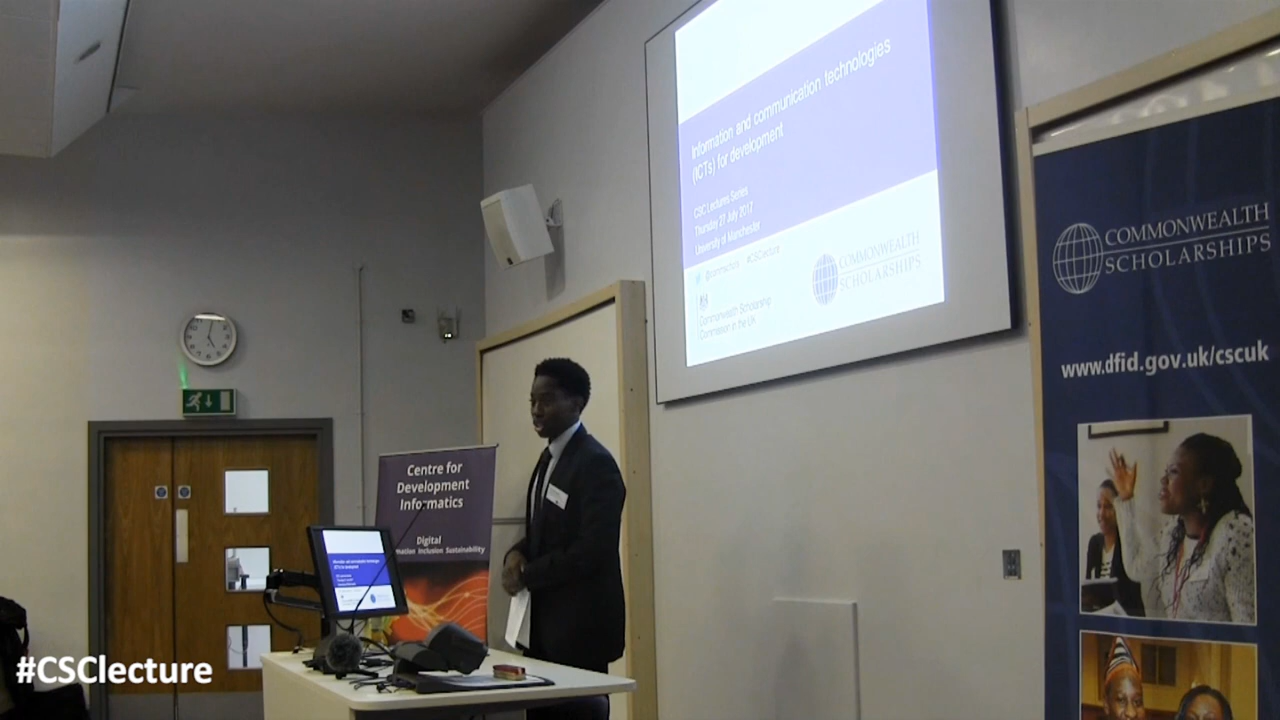 Information and communication technologies
(ICTs) for development
CSC Lectures Series
Thursday 27 July 2017
University of Manchester
#CSCLecture
COMMONWEALTH
SCHOLARSHIPS
Commonwealth Scholarship
Commission in the UK
COMMONWEALTH
SCHOLARSHIPS
www.dfid.gov.uk/cscuk
Centre for
Development
Informatics
Digital
Inclusion Sustainability
#CSClecture